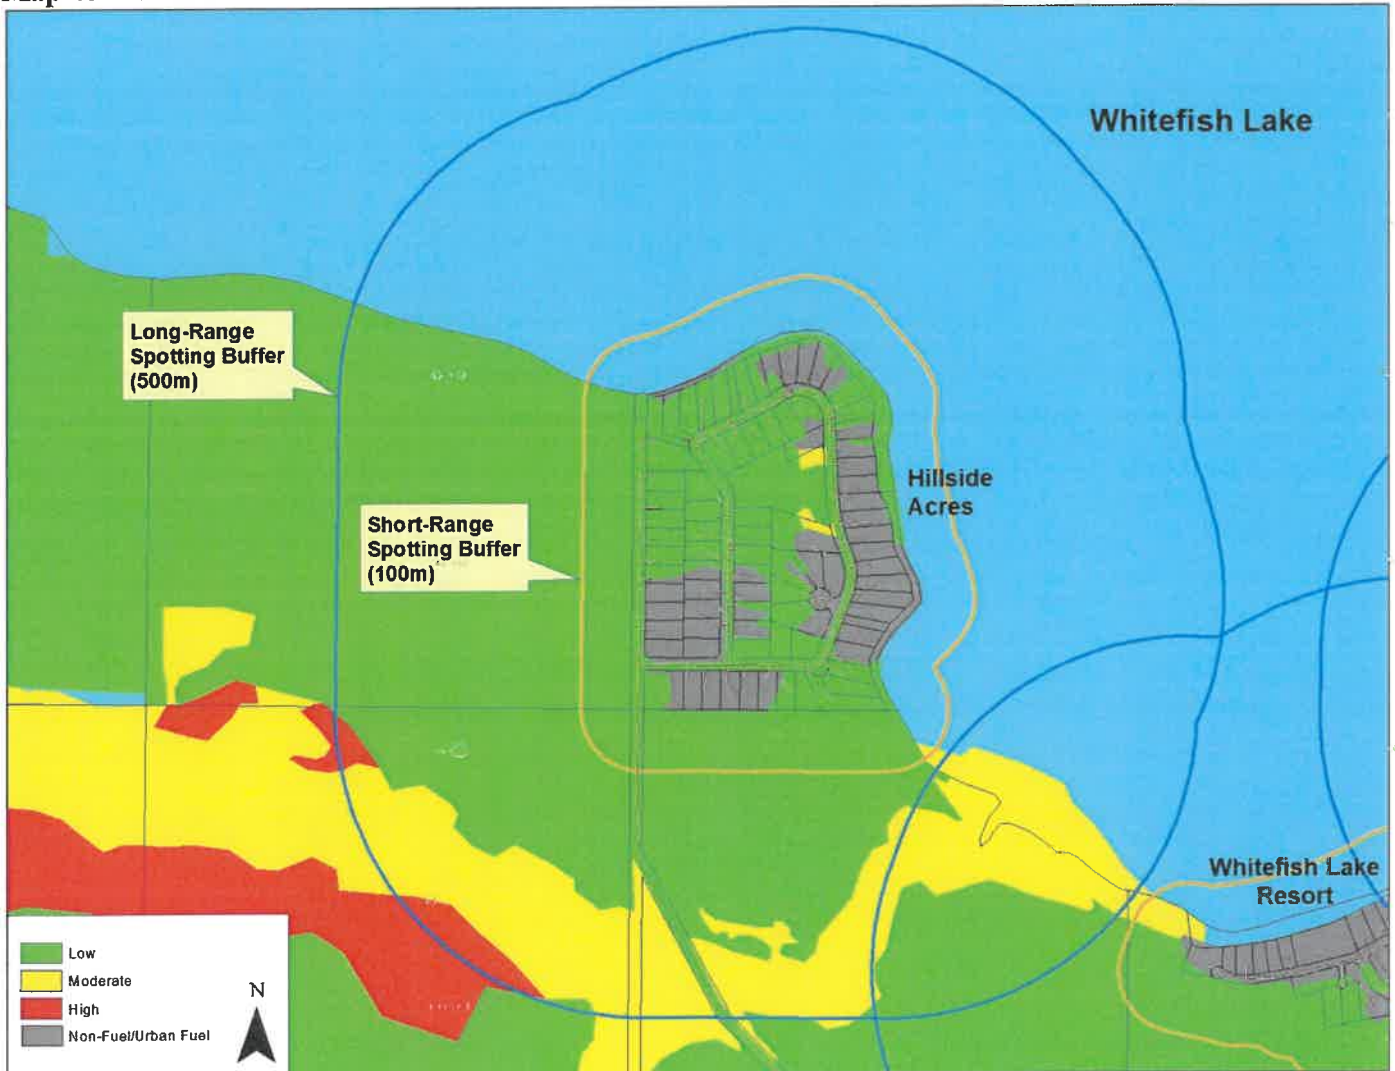 Whitefish Lake
Long-Range
Spotting Buffer
(500m)
Hillside
Acres
Short-Range
Spotting Buffer
(100m)
Whitefish Lake
Resort
Low
Moderate
High
Non-Fuel/Urban Fuel
N